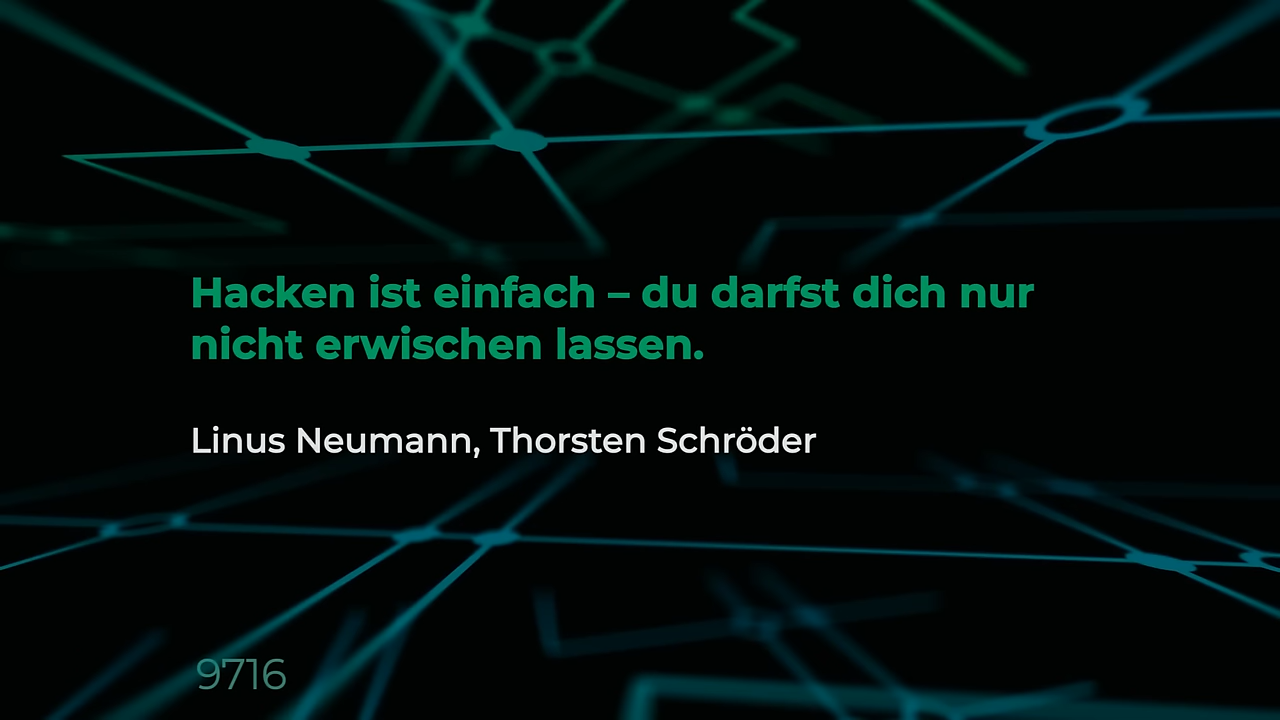 Hacken ist einfach – du darfst dich nur
nicht erwischen lassen.
Linus Neumann, Thorsten Schröder
9716